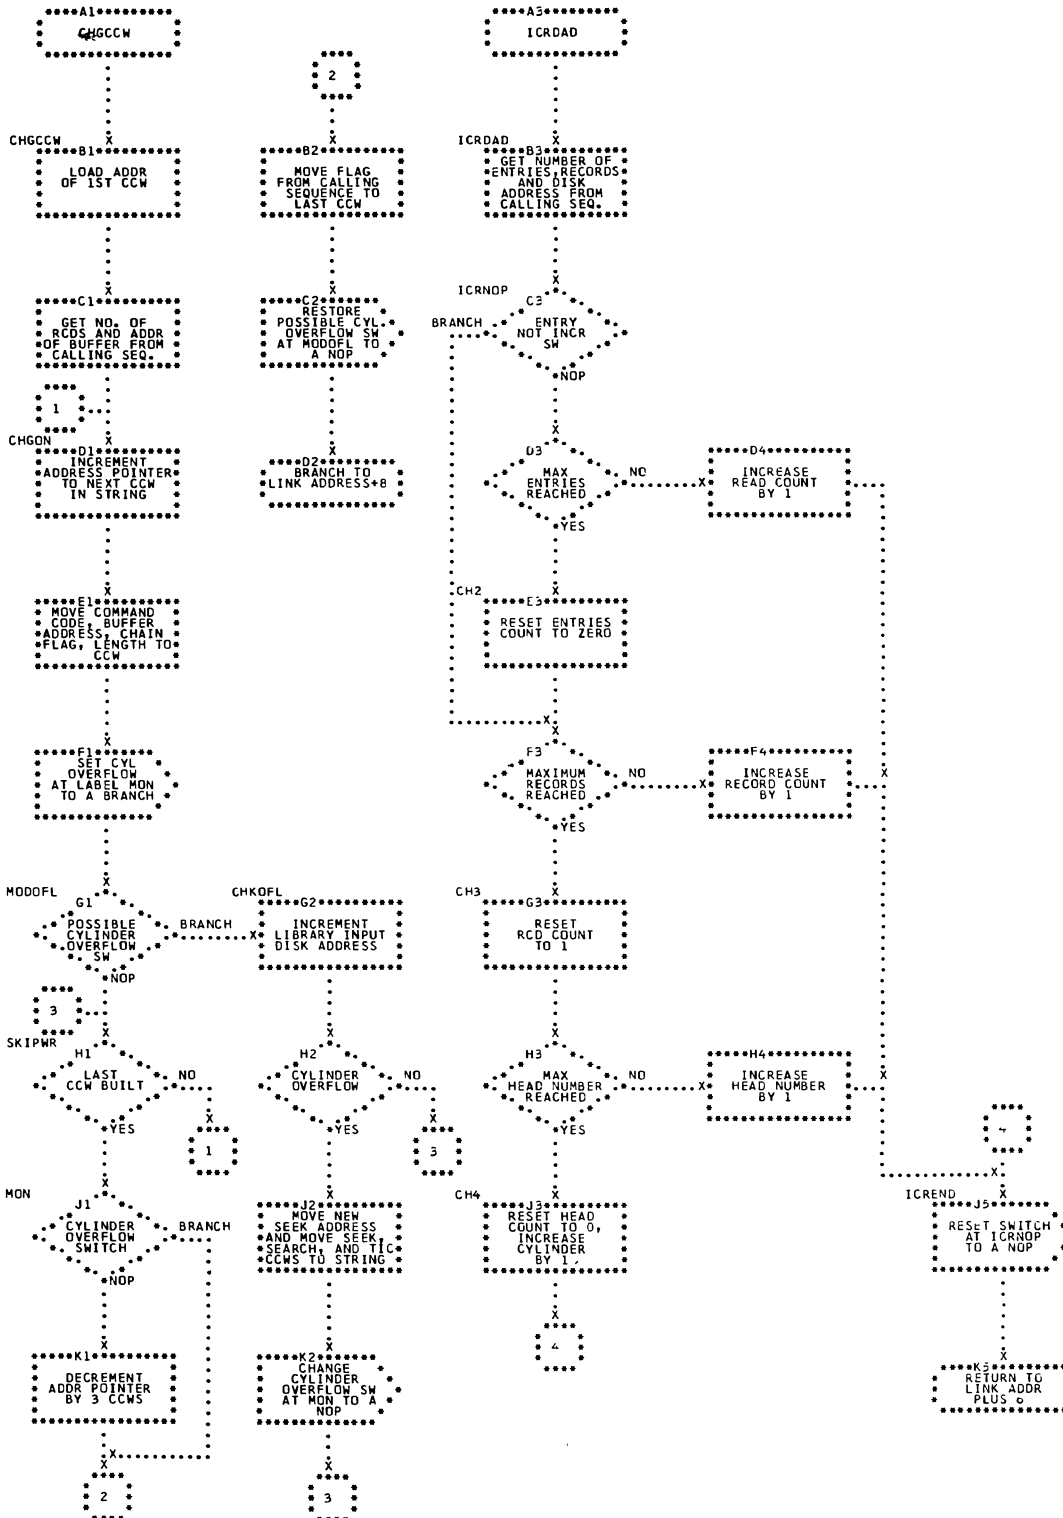 A1
CHGCCW
CHGCCW
B1
LOAD ADDR
OF 1ST CCW
C1
GET NO. OF
RCDS AND ADDR
OF BUFFER FROM
CALLING SEQ.
1
CHGON
D1
INCREMENT
ADDRESS POINTER
TO NEXT CCW
IN STRING
E1
MOVE COMMAND
CODE, BUFFER
ADDRESS, CHAIN
FLAG, LENGTH TO
CCW
F1
SET CYL
OVERFLOW
AT LABEL MON
TO A BRANCH
MODOFL
G1
POSSIBLE
CYLINDER
OVERFLOW
SW
BRANCH
NOP
3
SKIPWR
H1
LAST
CCW BUILT
NO
YES
1
MON
J1
CYLINDER
OVERFLOW
SWITCH
BRANCH
NOP
K1
DECREMENT
ADDR POINTER
BY 3 CCWS
2
2
B2
MOVE FLAG
FROM CALLING
SEQUENCE TO
LAST CCW
C2
RESTORE
POSSIBLE CYL.
OVERFLOW SW
AT MODOFL TO
A NOP
D2
BRANCH TO
LINK ADDRESS+8
CHKOFL
G2
INCREMENT
LIBRARY INPUT
DISK ADDRESS
H2
CYLINDER
OVERFLOW
NO
YES
3
J2
MOVE NEW
SEEK ADDRESS
AND MOVE SEEK,
SEARCH, AND TIC
CCWS TO STRING
K2
CHANGE
CYLINDER
OVERFLOW SW
AT MON TO A
NOP
3
A3
ICRDAD
ICRDAD
B3
GET NUMBER OF
ENTRIES,RECORDS
AND DISK
ADDRESS FROM
CALLING SEQ.
ICRNOP
C3
BRANCH
ENTRY
NOT INCR
SW
NOP
D3
MAX
ENTRIES
REACHED
NO
YES
D4
INCREASE
READ COUNT
BY 1
CH2
E3
RESET ENTRIES
COUNT TO ZERO
F3
MAXIMUM
RECORDS
REACHED
NO
YES
F4
INCREASE
RECORD COUNT
BY 1
CH3
G3
RESET
RCD COUNT
TO 1
H3
MAX
HEAD NUMBER
REACHED
NO
YES
H4
INCREASE
HEAD NUMBER
BY 1
CH4
J3
RESET HEAD
COUNT TO 0,
INCREASE
CYLINDER
BY 1
4
4
ICREND
J5
RESET SWITCH
AT ICRNOP
TO A NOP
K5
RETURN TO
LINK ADDR
PLUS